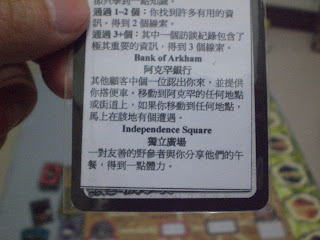 通過 1~2 個：你找到許多有用的資
訊。得到 2 個線索。
通過 3+個：其中一個訪談紀錄包含了
極其重要的資訊，得到 3 個線索。
Bank of Arkham
阿克罕銀行
其他顧客中個一位認出你來，並提供
你搭便車。移動到阿克罕的任何地點
或街道上，如果你移動到任何地點，
馬上在該地有個遭遇。
Independence Square
獨立廣場
一對友善的野參者與你分享他們的午
餐，得到一點體力。